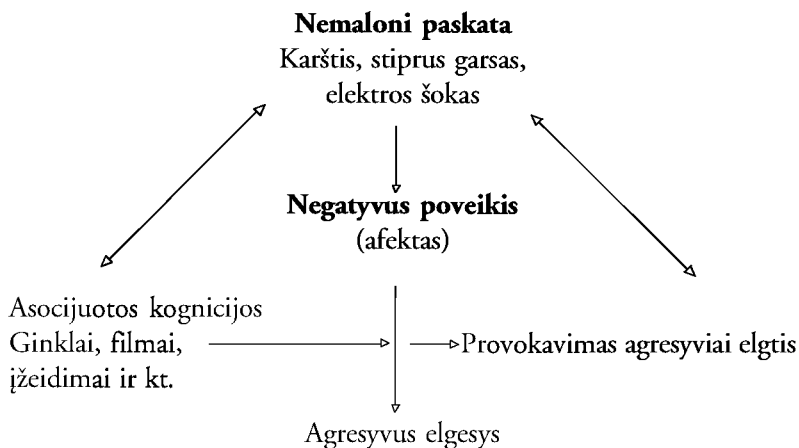 Nemaloni paskata
Karštis, stiprus garsas,
elektros šokas
Negatyvus poveikis
(afektas)
Asocijuotos kognicijos
Ginklai, filmai,
įžeidimai ir kt.
Provokavimas agresyviai elgtis
Agresyvus elgesys